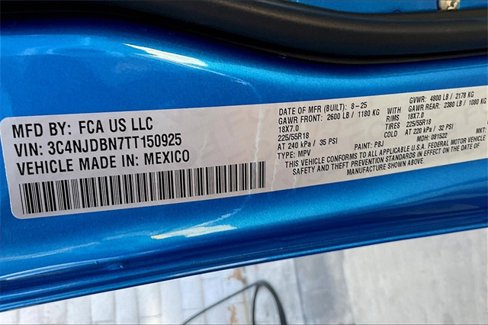 MFD BY: FCA US LLC
VIN: 3C4NJDBN7TT150925
VEHICLE MADE IN: MEXICO
DATE OF MFR (BUILT): 8-25
GAWR FRONT: 2600 LB / 1180 KG
18X7.0
225/55R18
AT 240 kPa / 35 PSI
TYPE: MPV
PAINT: PBJ
GVWR: 4800 LB / 2178 KG
WITH
GAWR REAR: 2380 LB / 1080 KG
RIMS 18X7.0
TIRES 225/55R18
COLD AT 220 kPa / 32 PSI
MDH: 081522
THIS VEHICLE CONFORMS TO ALL APPLICABLE U.S.A. FEDERAL MOTOR VEHICLE
SAFETY AND THEFT PREVENTION STANDARDS IN EFFECT ON THE DATE OF
MANUFACTURE SHOWN ABOVE.